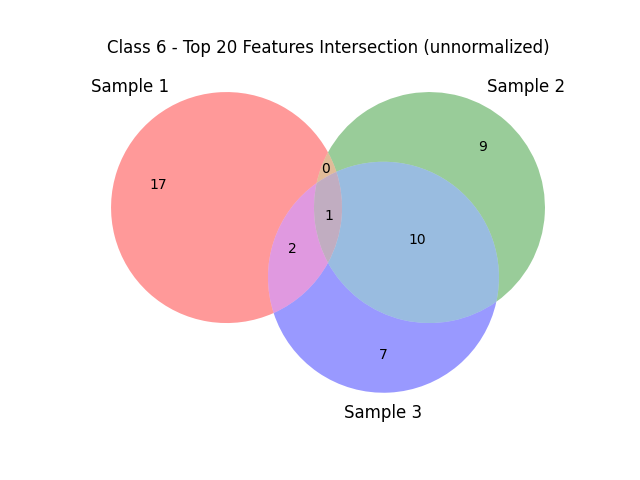 Class 6 - Top 20 Features Intersection (unnormalized)
Sample 1
Sample 2
9
0
17
1
10
2
7
Sample 3